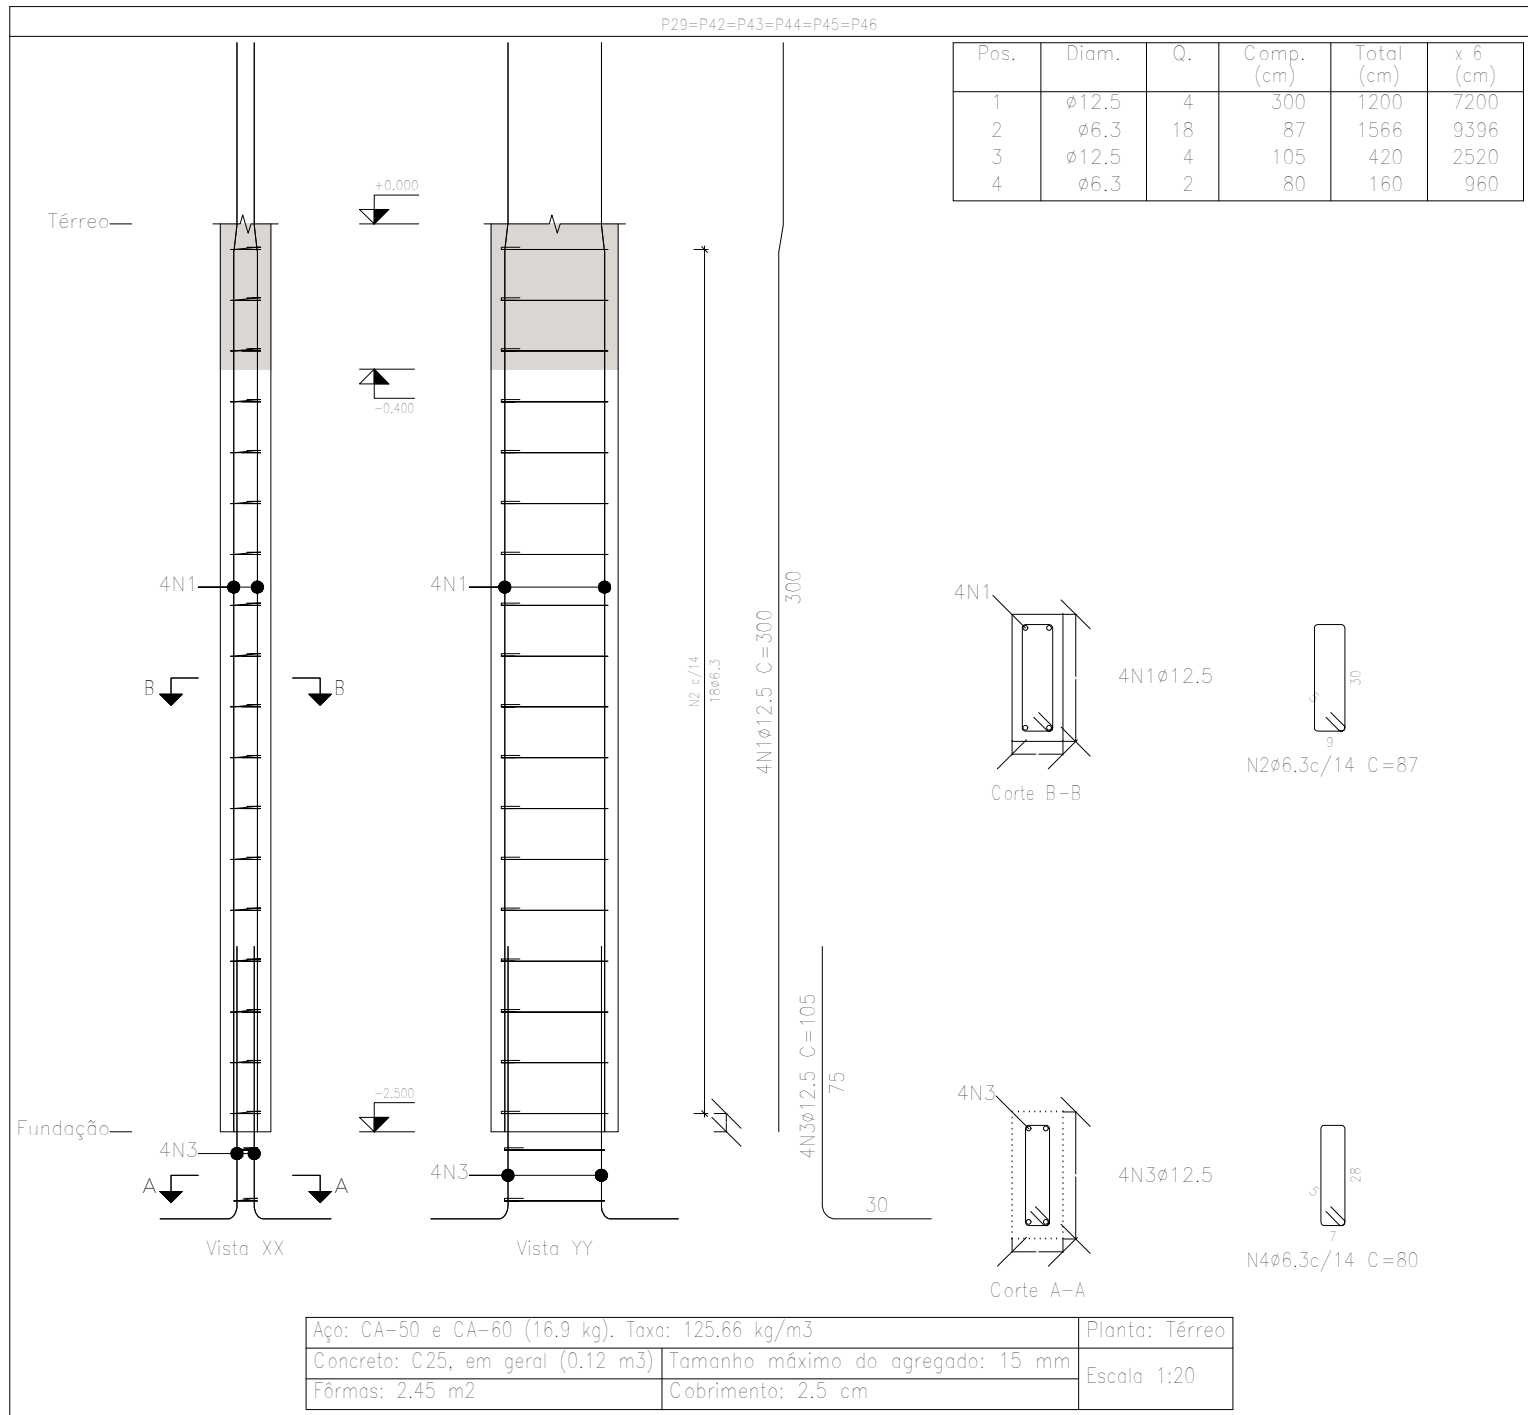 P29=P42=P43=P44=P45=P46
Pos. Diam. Q. Comp. (cm) Total (cm) x 6 (cm)
1 ø12.5 4 300 1200 7200
2 ø6.3 18 87 1566 9396
3 ø12.5 4 105 420 2520
4 ø6.3 2 80 160 960
+0.000
Térreo
-0.400
4N1
4N1
B B
N2 c/14
18ø6.3
4N1ø12.5 C=300
300
4N1
4N1ø12.5
Corte B-B
5
30
9
N2ø6.3c/14 C=87
-2.500
Fundação
4N3
4N3
A A
Vista XX
Vista YY
4N3ø12.5 C=105
75
30
4N3
4N3ø12.5
Corte A-A
5
28
7
N4ø6.3c/14 C=80
Aço: CA-50 e CA-60 (16.9 kg). Taxa: 125.66 kg/m3
Planta: Térreo
Concreto: C25, em geral (0.12 m3)
Tamanho máximo do agregado: 15 mm
Escala 1:20
Fôrmas: 2.45 m2
Cobrimento: 2.5 cm